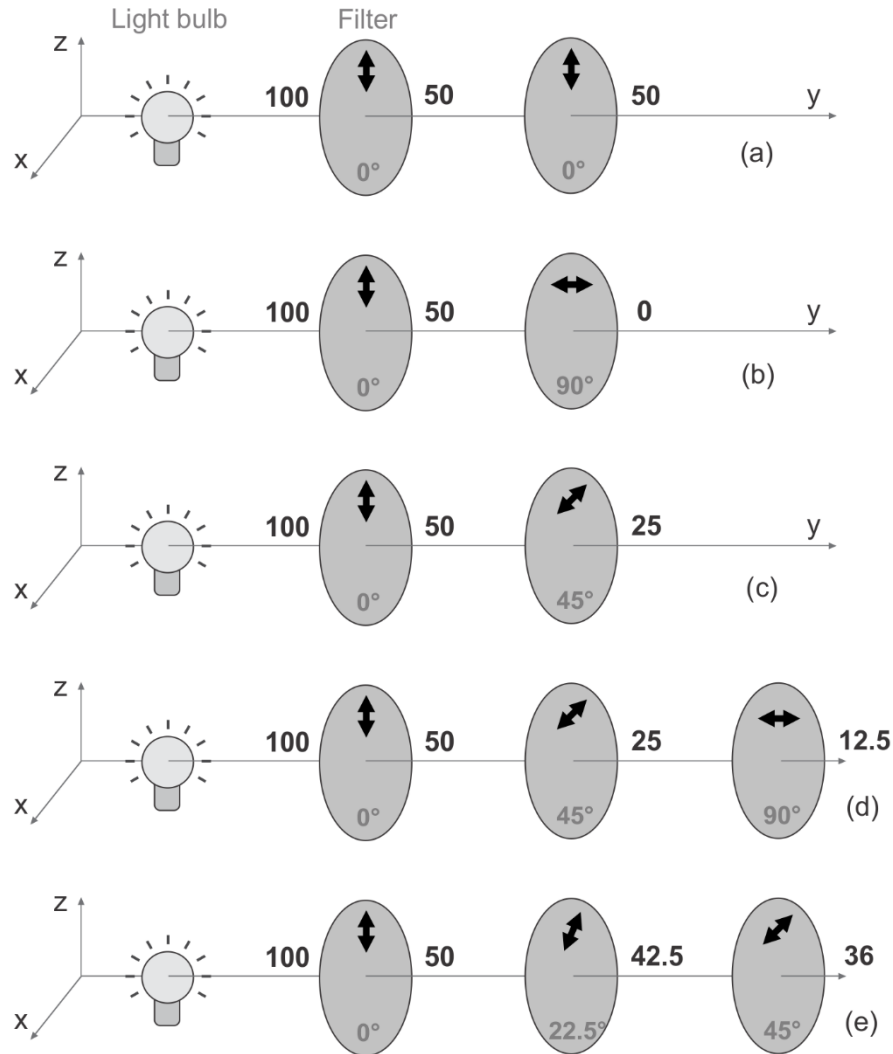 Light bulb Filter
z
100 50 50 y
x 0° 0° (a)
z
100 50 0 y
x 0° 90° (b)
z
100 50 25 y
x 0° 45° (c)
z
100 50 25 12.5
x 0° 45° 90° (d)
z
100 50 42.5 36
x 0° 22.5° 45° (e)